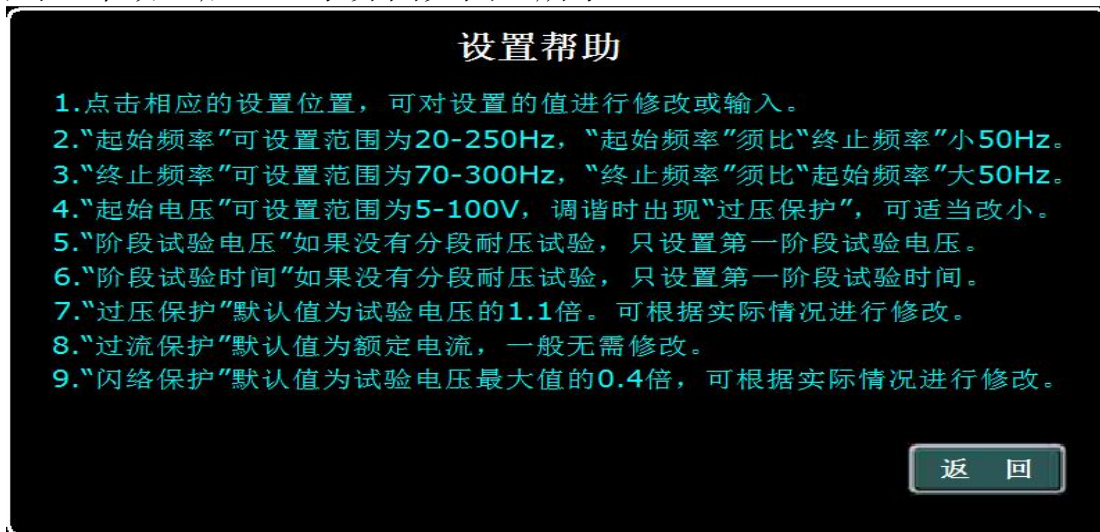 设置帮助
1.点击相应的设置位置，可对设置的值进行修改或输入。
2.“起始频率”可设置范围为20-250Hz，“起始频率”须比“终止频率”小50Hz。
3.“终止频率”可设置范围为70-300Hz，“终止频率”须比“起始频率”大50Hz。
4.“起始电压”可设置范围为5-100V，调谐时出现“过压保护”，可适当改小。
5.“阶段试验电压”如果没有分段耐压试验，只设置第一阶段试验电压。
6.“阶段试验时间”如果没有分段耐压试验，只设置第一阶段试验时间。
7.“过压保护”默认值为试验电压的1.1倍。可根据实际情况进行修改。
8.“过流保护”默认值为额定电流，一般无需修改。
9.“闪络保护”默认值为试验电压最大值的0.4倍，可根据实际情况进行修改。
返 回